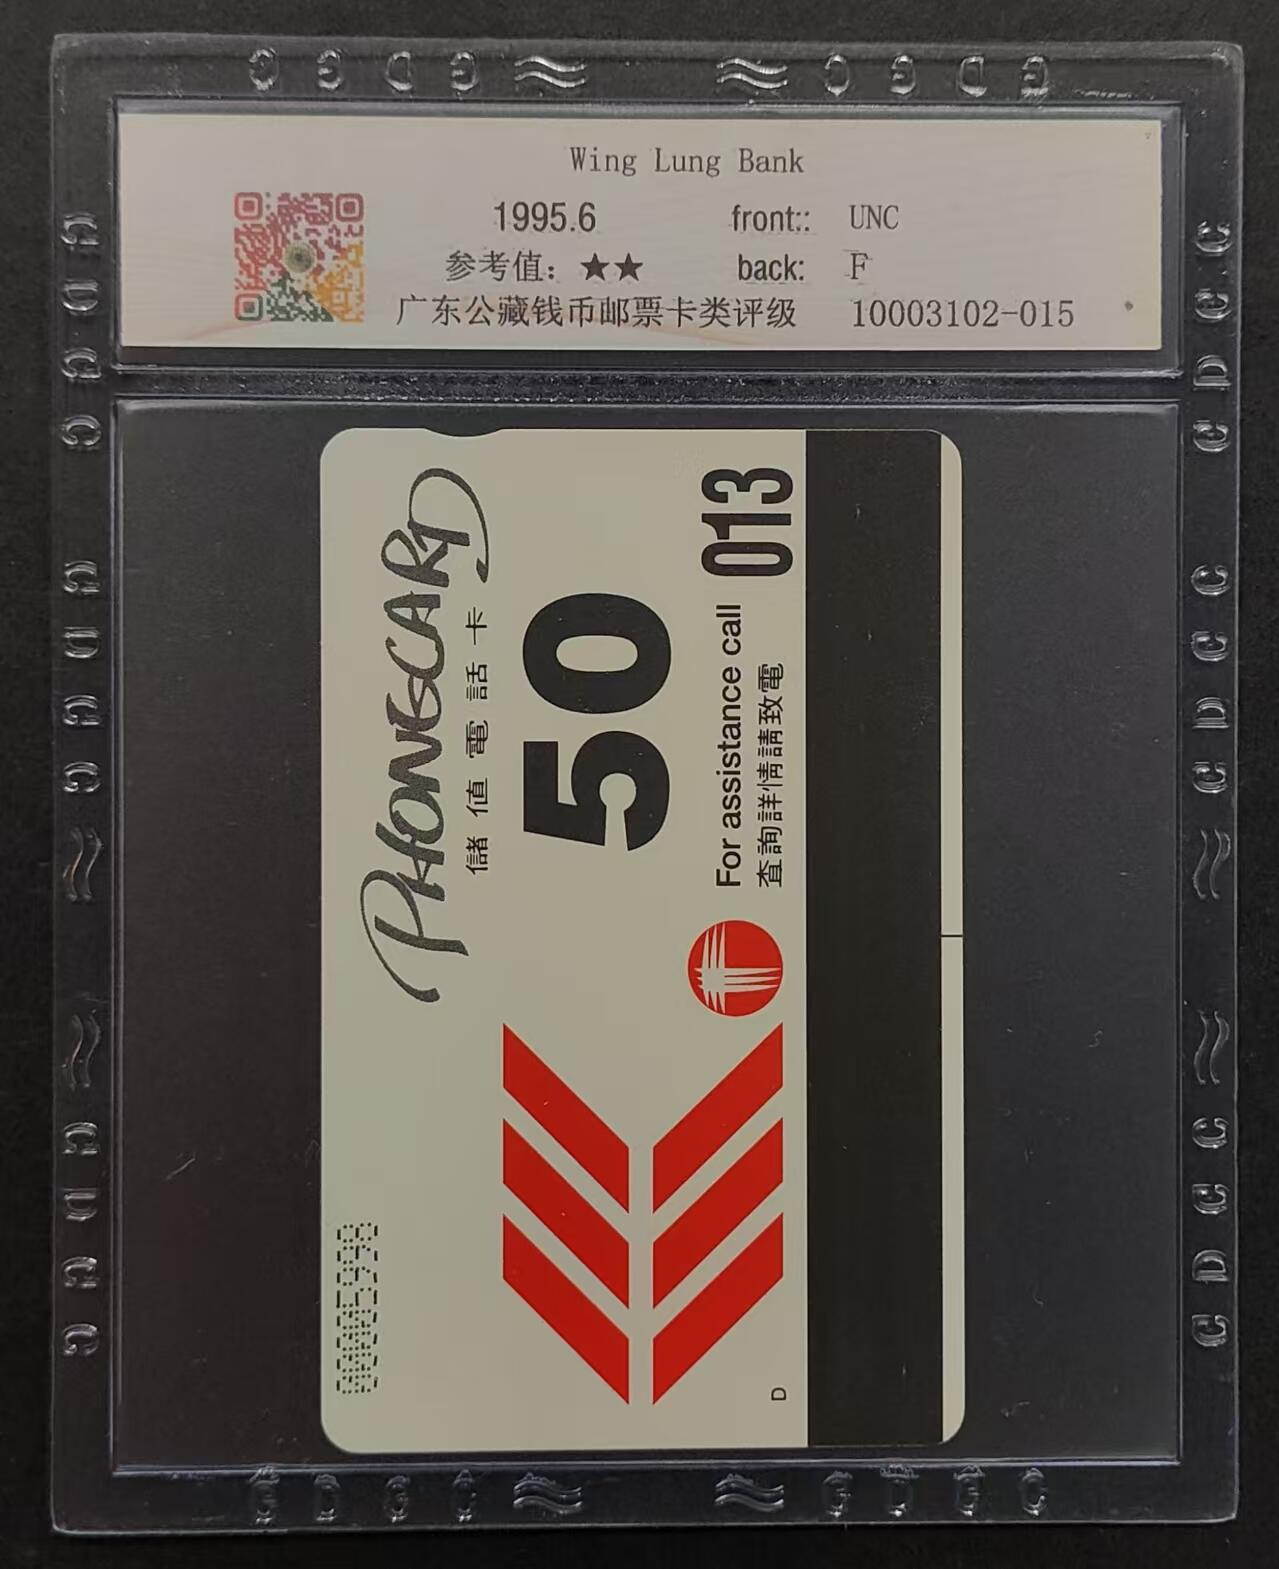 Wing Lung Bank
1995.6 front:: UNC
参考值：★★ back: F
广东公藏钱币邮票卡类评级 10003102-015
PHONECARD
儲值電話卡
50
For assistance call 013
查詢詳情請致電
D